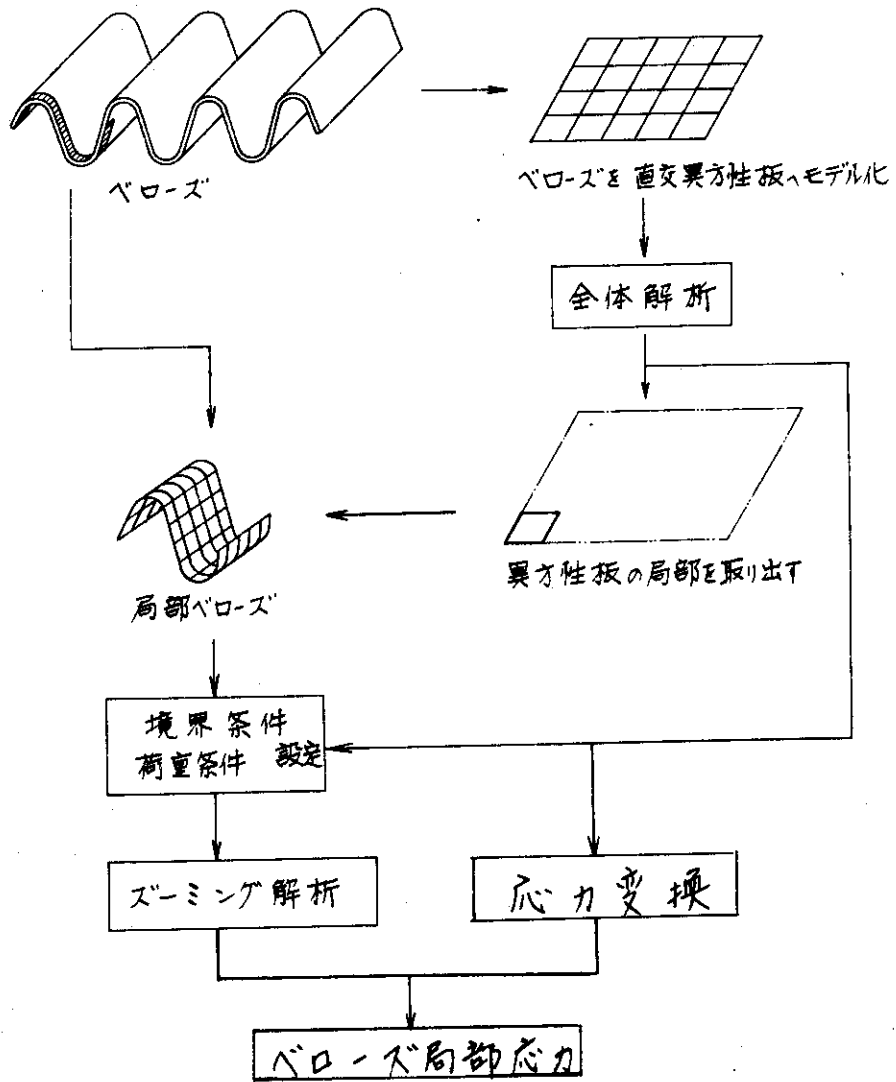 ベローズ
ベローズを直交異方性板へモデル化
全体解析
異方性板の局部を取り出す
局部ベローズ
境界条件
荷重条件 設定
ズーミング解析
応力変換
ベローズ局部応力